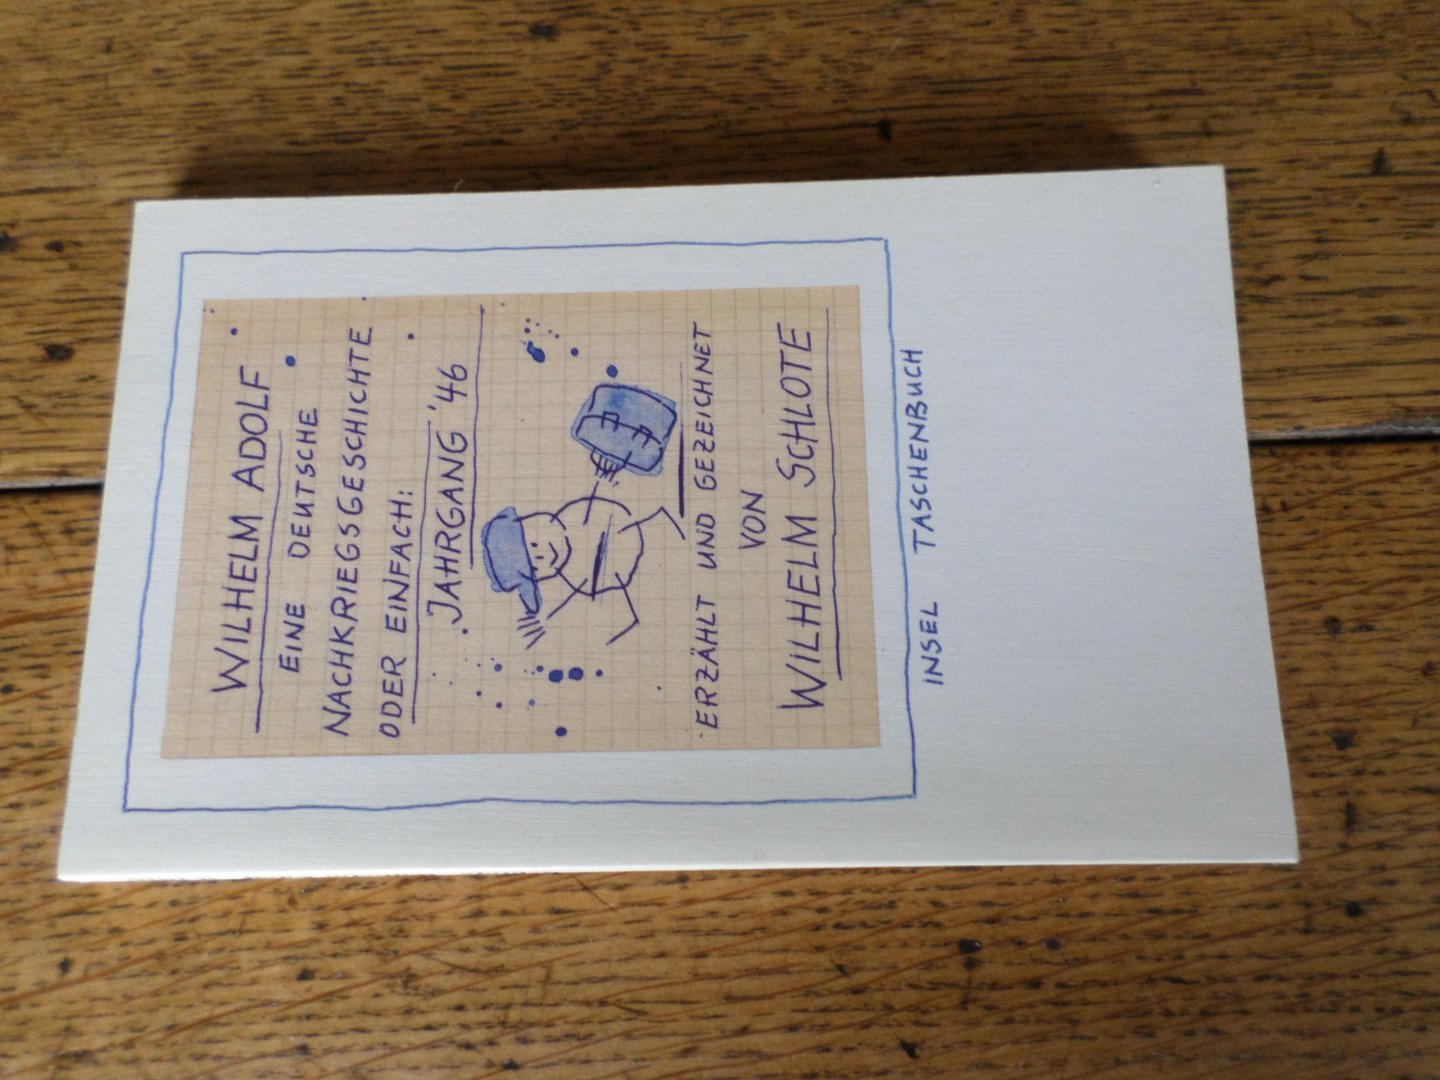 WILHELM ADOLF
EINE DEUTSCHE
NACHKRIEGSGESCHICHTE
ODER EINFACH:
JAHRGANG '46
ERZÄHLT UND GEZEICHNET
VON
WILHELM SCHLOTE
INSEL TASCHENBUCH